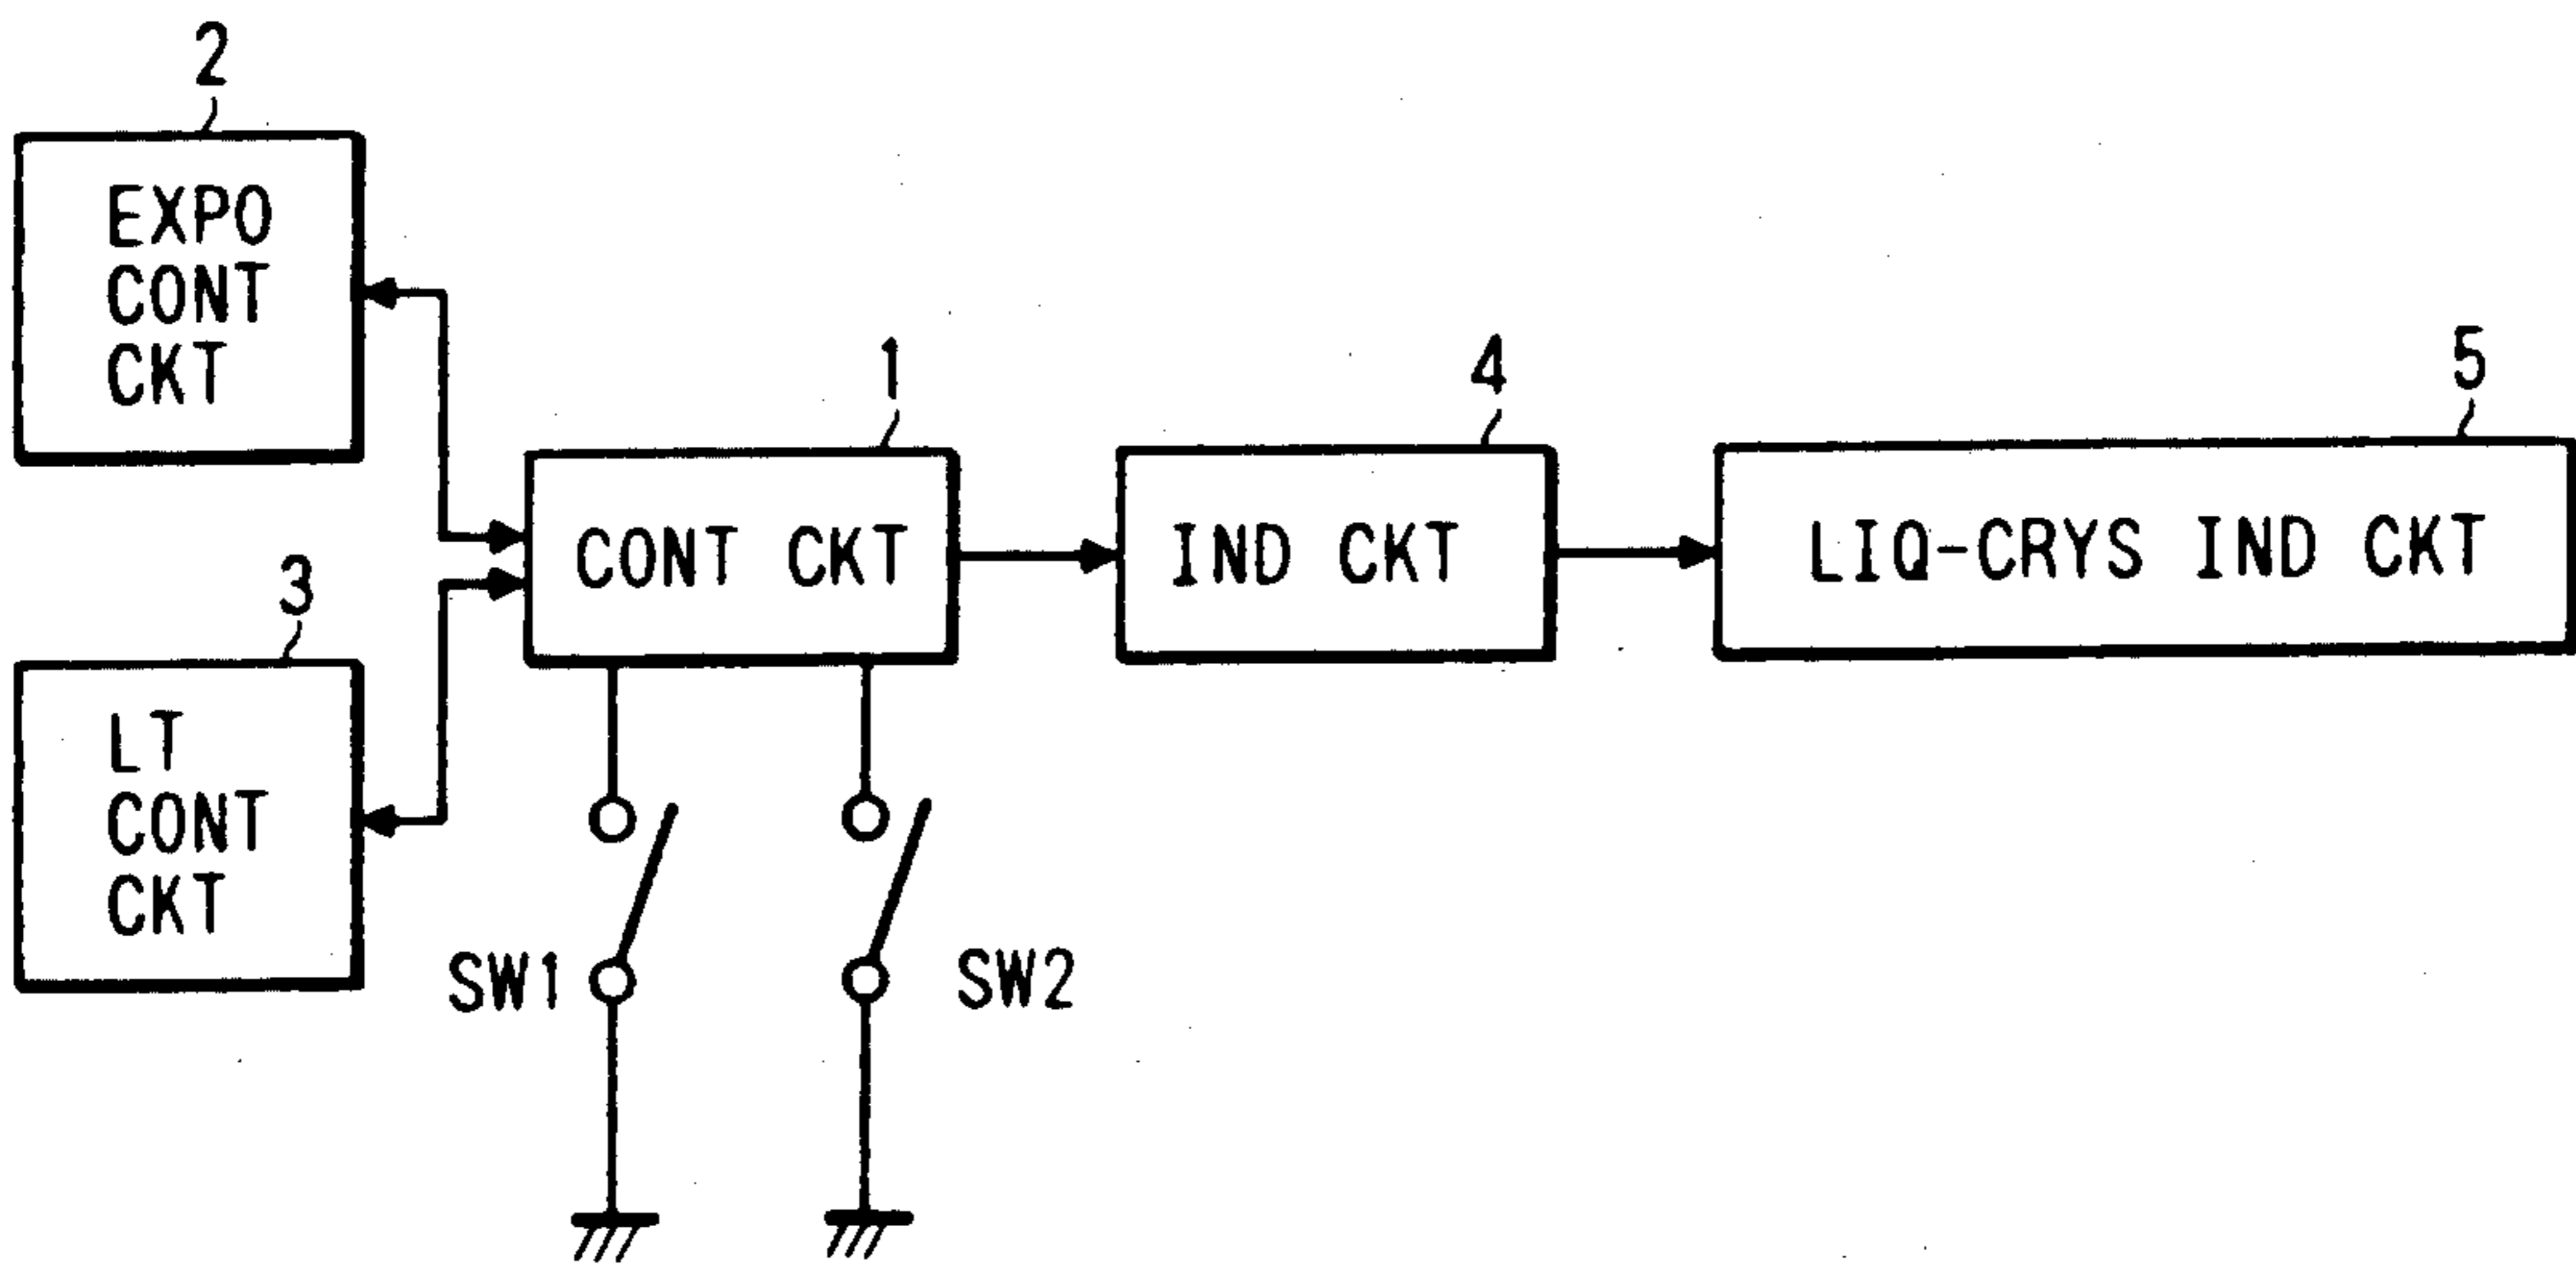 2
EXPO
CONT
CKT
1
CONT CKT
4
IND CKT
5
LIQ-CRYS IND CKT
3
LT
CONT
CKT
SW1
SW2